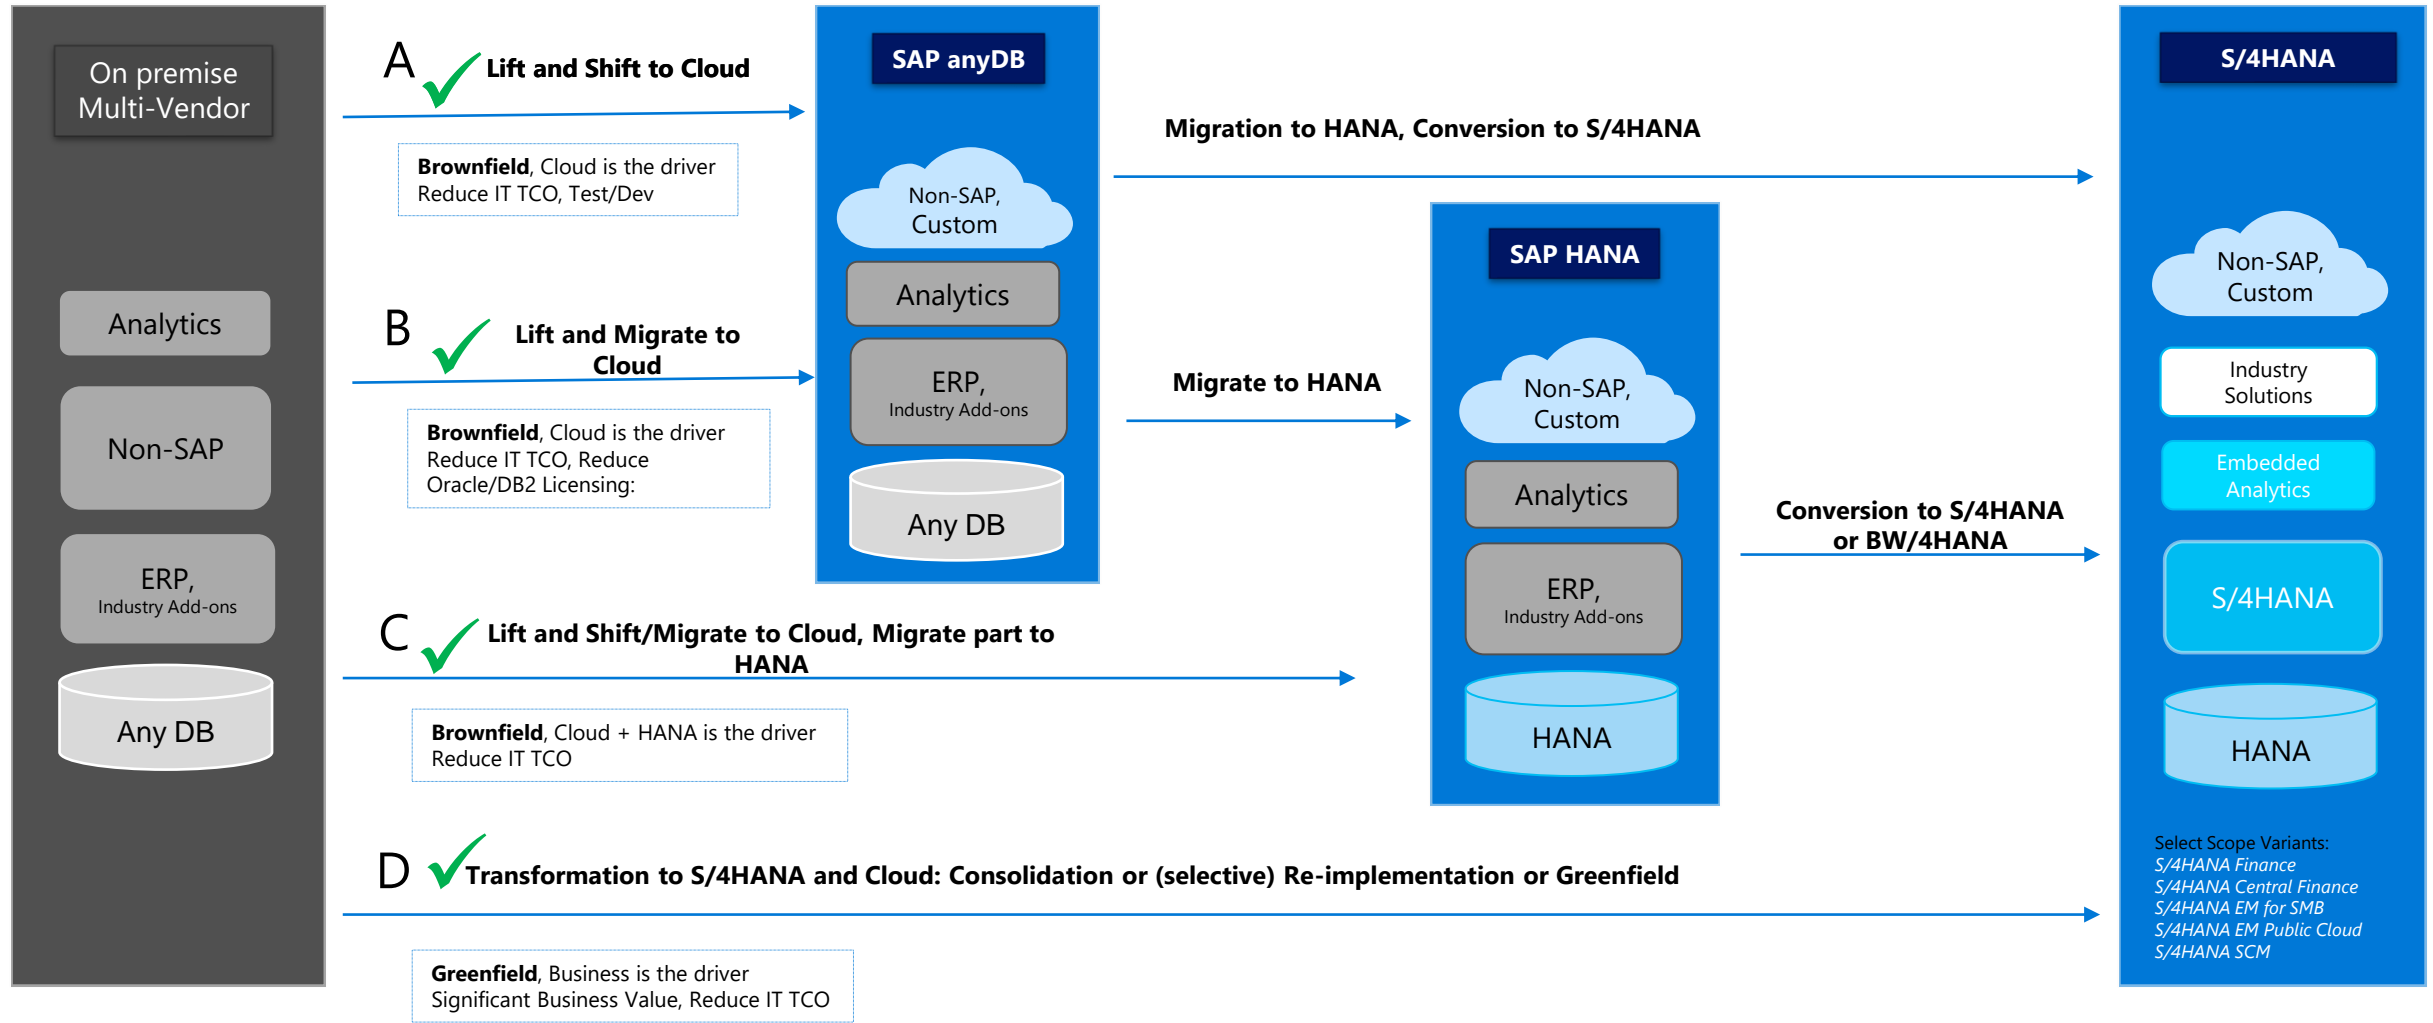 On premise
Multi-Vendor
Analytics
Non-SAP
ERP,
Industry Add-ons
Any DB
A
Lift and Shift to Cloud
Brownfield, Cloud is the driver
Reduce IT TCO, Test/Dev
B
Lift and Migrate to
Cloud
Brownfield, Cloud is the driver
Reduce IT TCO, Reduce
Oracle/DB2 Licensing:
C
Lift and Shift/Migrate to Cloud, Migrate part to
HANA
Brownfield, Cloud + HANA is the driver
Reduce IT TCO
D
Transformation to S/4HANA and Cloud: Consolidation or (selective) Re-implementation or Greenfield
Greenfield, Business is the driver
Significant Business Value, Reduce IT TCO
SAP anyDB
Non-SAP,
Custom
Analytics
ERP,
Industry Add-ons
Any DB
Migration to HANA, Conversion to S/4HANA
Migrate to HANA
SAP HANA
Non-SAP,
Custom
Analytics
ERP,
Industry Add-ons
HANA
Conversion to S/4HANA
or BW/4HANA
S/4HANA
Non-SAP,
Custom
Industry
Solutions
Embedded
Analytics
S/4HANA
HANA
Select Scope Variants:
S/4HANA Finance
S/4HANA Central Finance
S/4HANA EM for SMB
S/4HANA EM Public Cloud
S/4HANA SCM